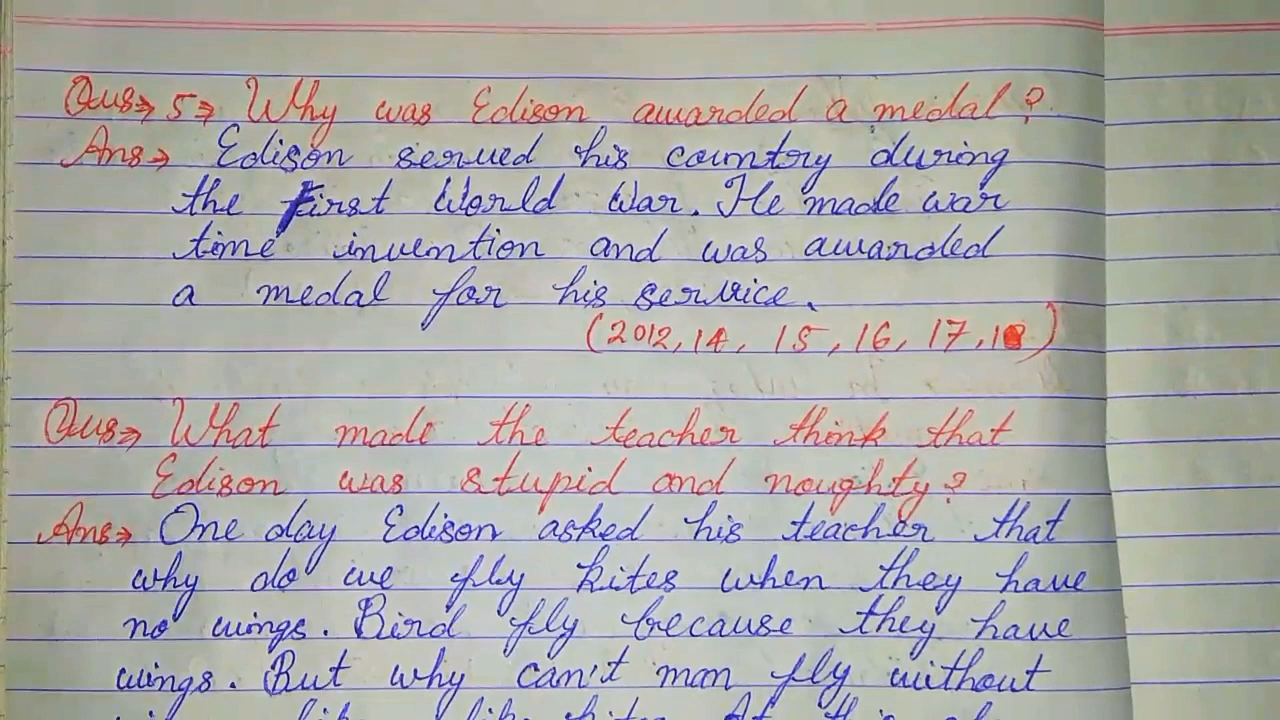 Qus→ 5→ Why was Edison awarded a medal?
Ans→ Edison served his country during
the First World War. He made war
time invention and was awarded
a medal for his service.
(2012, 14, 15, 16, 17, 18)
Qus→ What made the teacher think that
Edison was stupid and noughty?
Ans→ One day Edison asked his teacher that
why do we fly kites when they have
no wings. Bird fly because they have
wings. But why can't man fly without